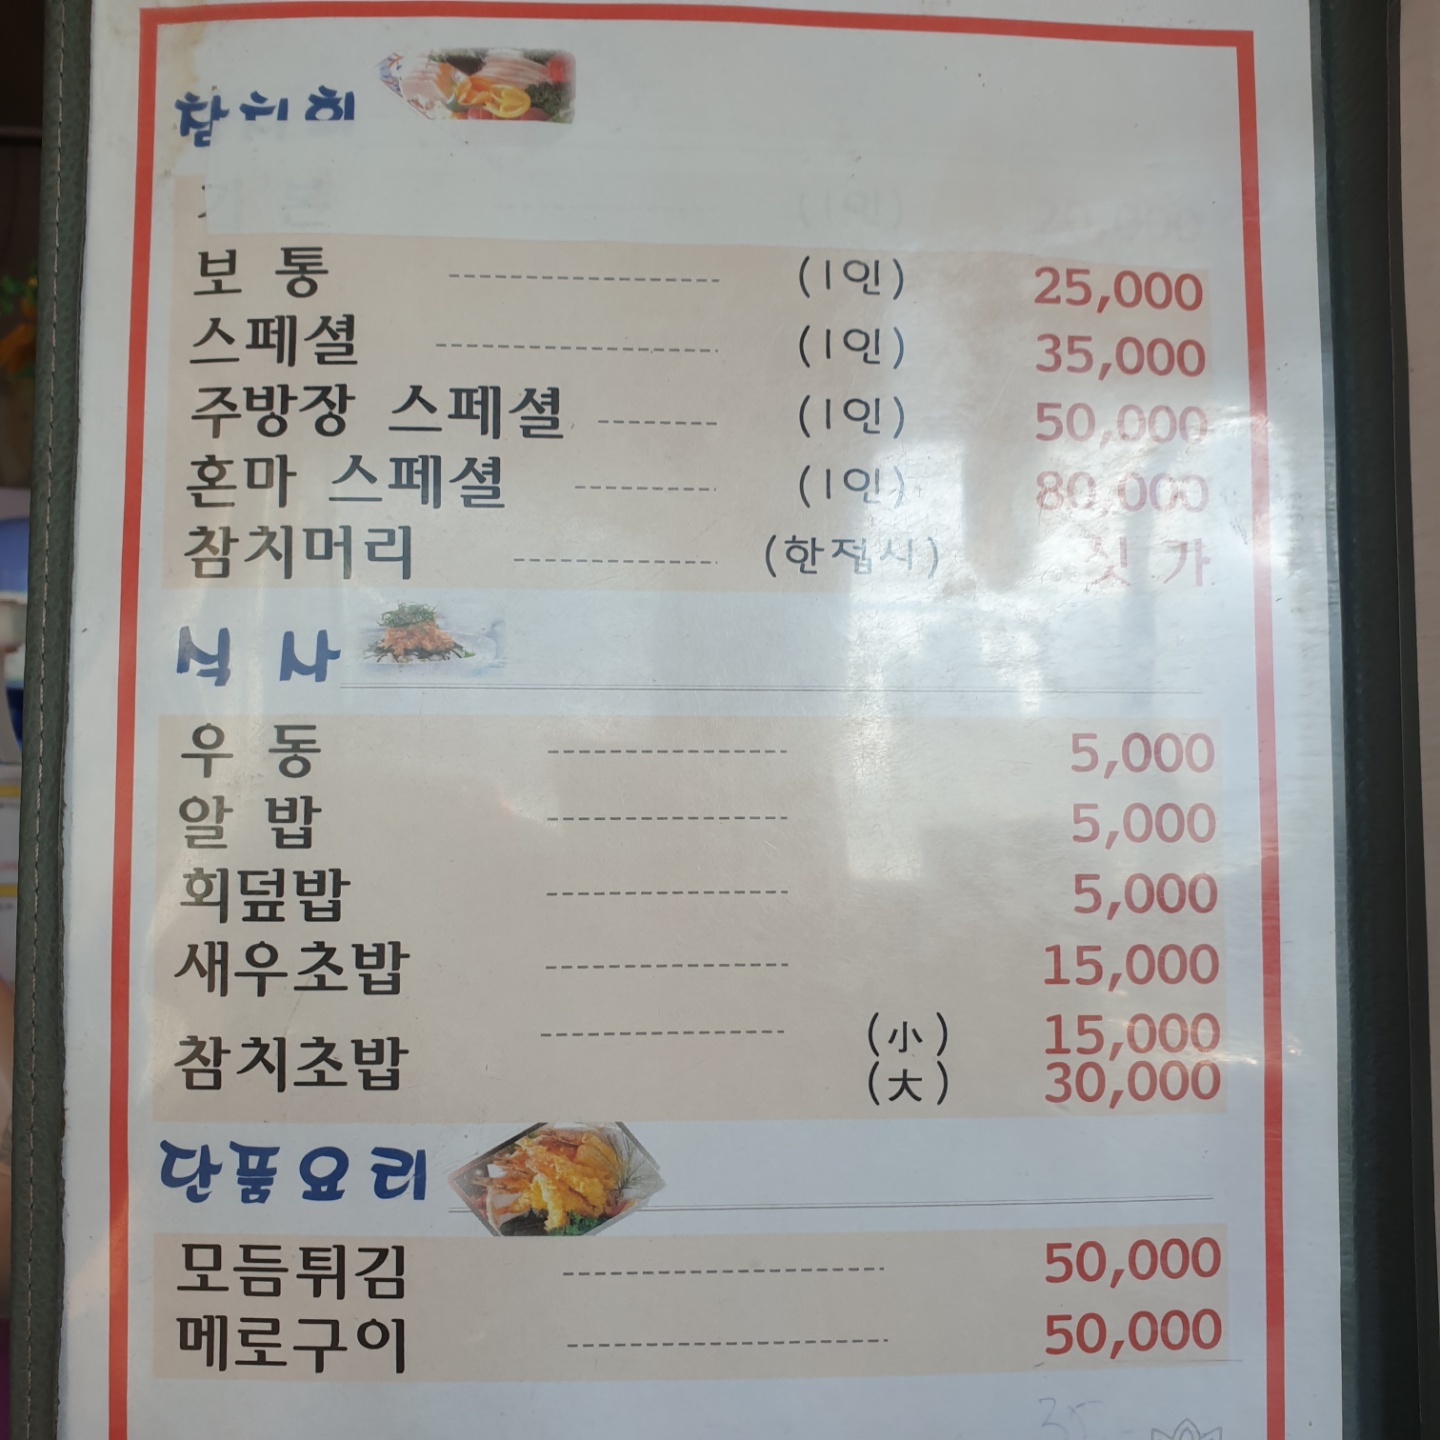 참치회
보 통 (1인) 25,000
스페셜 (1인) 35,000
주방장 스페셜 (1인) 50,000
혼마 스페셜 (1인) 80,000
참치머리 (한접시) 싯 가
식 사
우 동 5,000
알 밥 5,000
회덮밥 5,000
새우초밥 15,000
참치초밥 (小) 15,000
(大) 30,000
단품요리
모듬튀김 50,000
메로구이 50,000